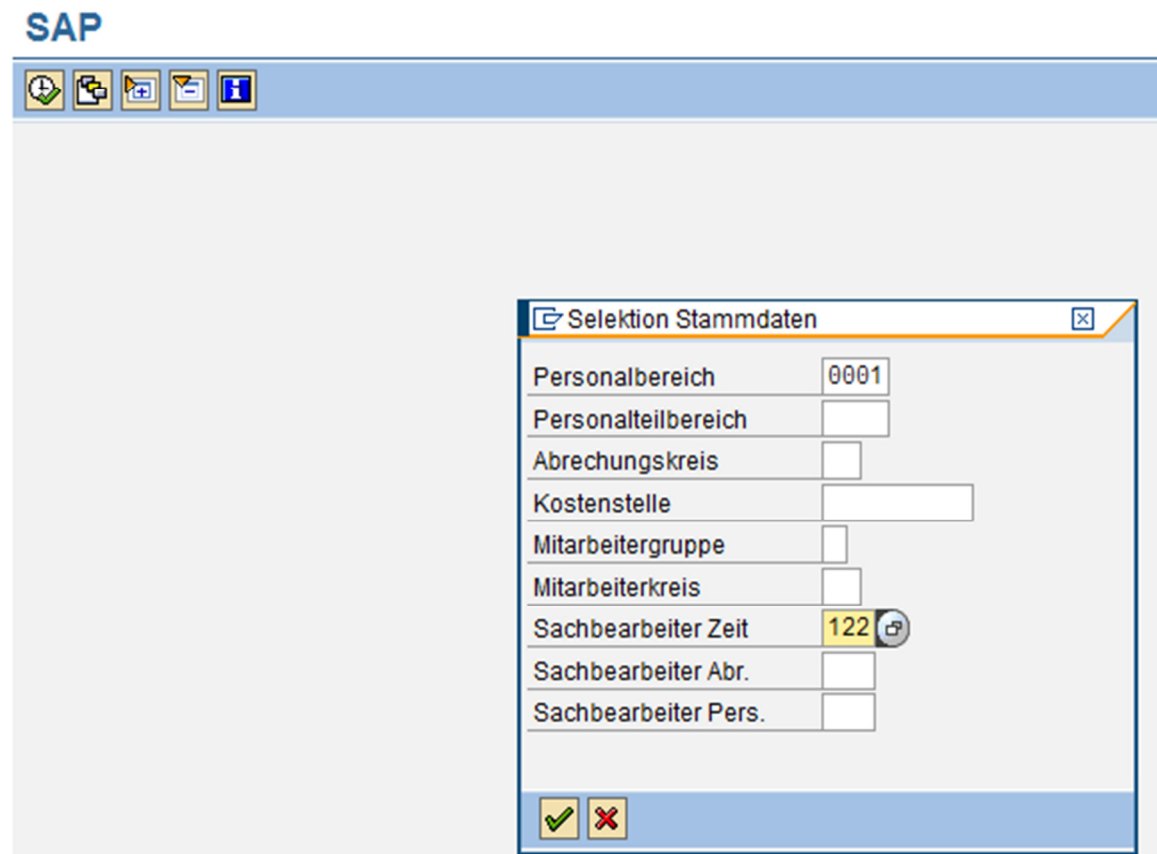 SAP
Selektion Stammdaten
Personalbereich 0001
Personalteilbereich
Abrechungskreis
Kostenstelle
Mitarbeitergruppe
Mitarbeiterkreis
Sachbearbeiter Zeit 122
Sachbearbeiter Abr.
Sachbearbeiter Pers.